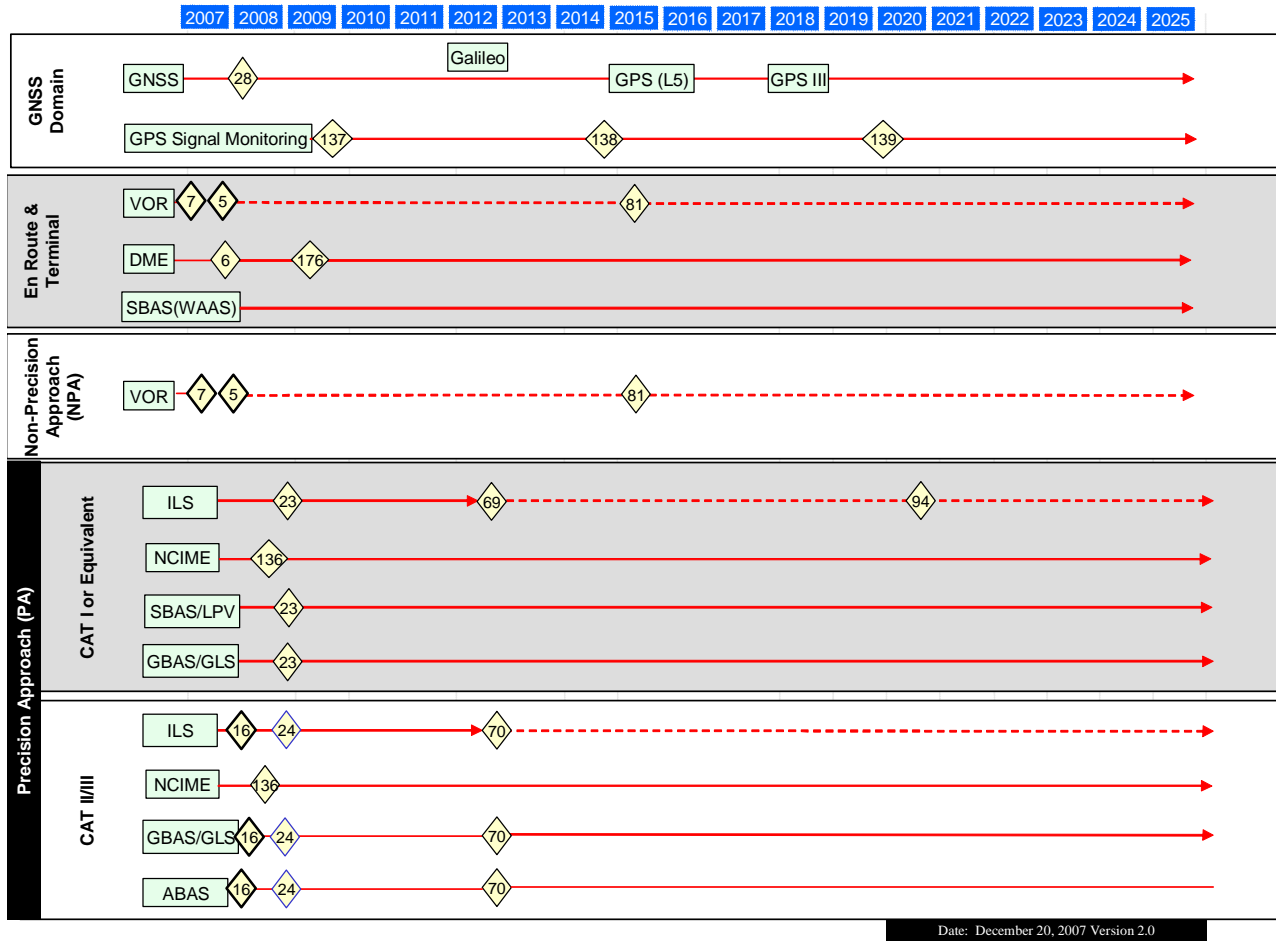 2007 2008 2009 2010 2011 2012 2013 2014 2015 2016 2017 2018 2019 2020 2021 2022 2023 2024 2025
GNSS
Domain
Galileo
GNSS 28 GPS (L5) GPS III
GPS Signal Monitoring 137 138 139
En Route &
Terminal
VOR 7 5 81
DME 6 176
SBAS(WAAS)
Non-Precision
Approach
(NPA)
VOR 7 5 81
Precision Approach (PA)
CAT I or Equivalent
ILS 23 69 94
NCIME 136
SBAS/LPV 23
GBAS/GLS 23
CAT II/III
ILS 16 24 70
NCIME 136
GBAS/GLS 16 24 70
ABAS 16 24 70
Date: December 20, 2007 Version 2.0